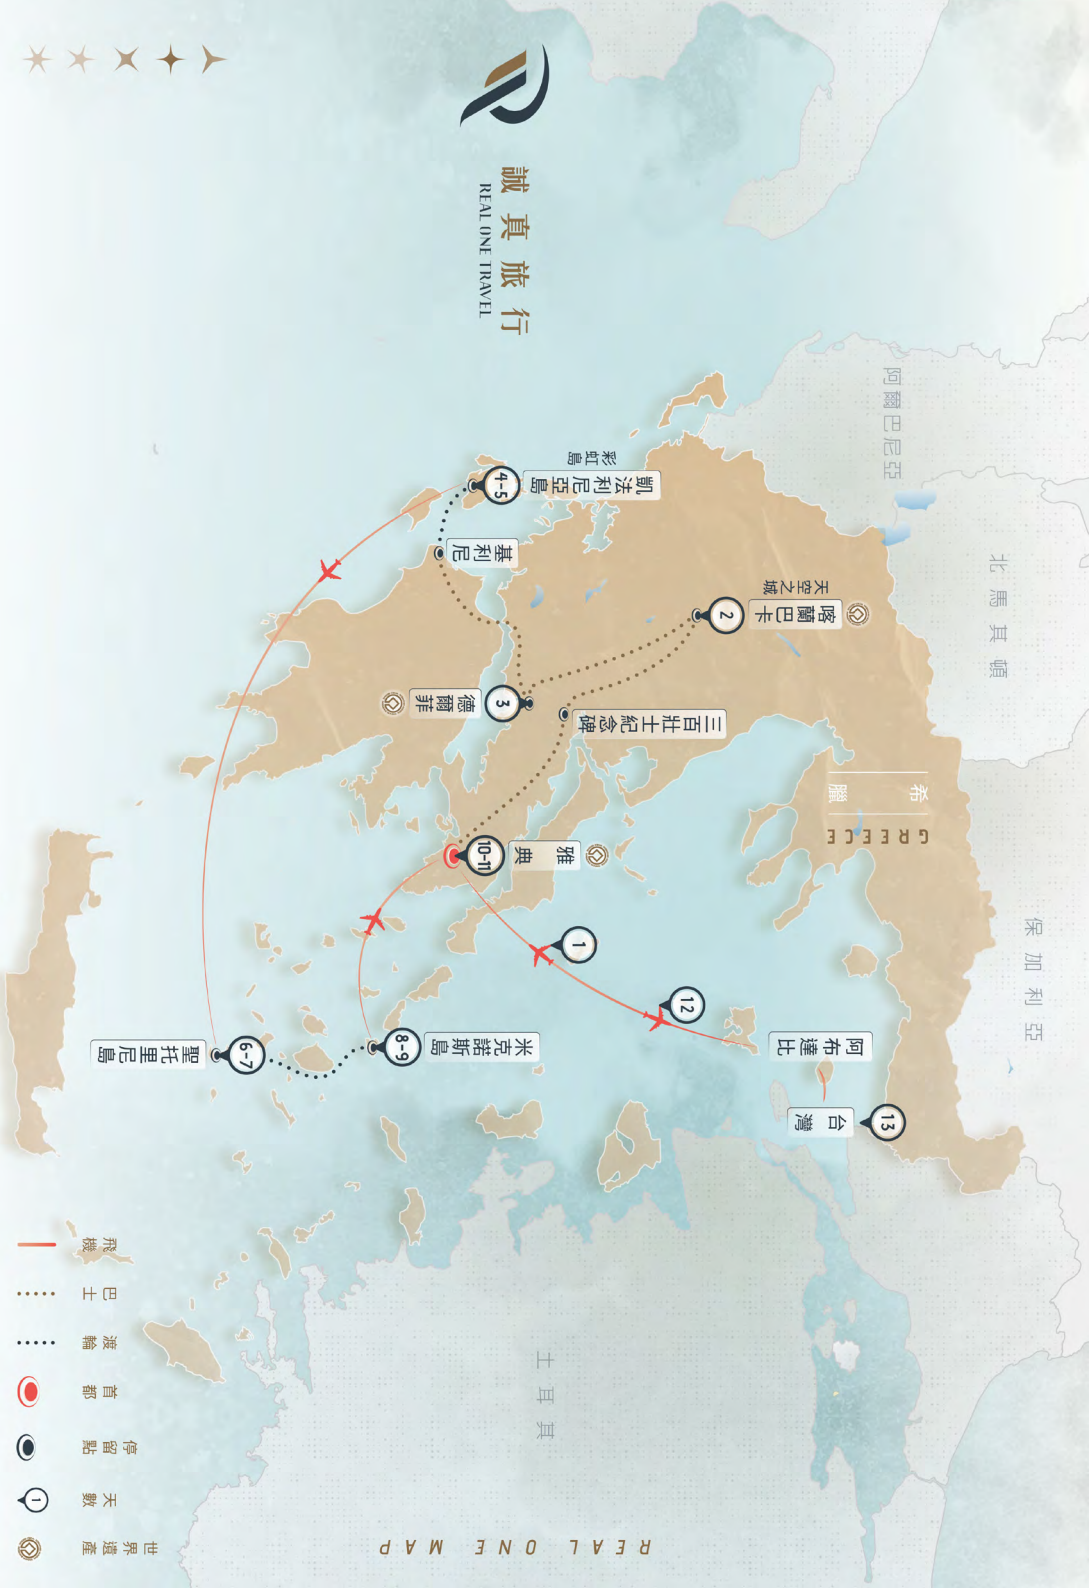 誠真旅行
REAL ONE TRAVEL
阿爾巴尼亞
北馬其頓
保加利亞
土耳其
希臘
GREECE
彩虹島
凱法利尼亞島
4-5
基利尼
天空之城
喀蘭巴卡
2
德爾菲
3
三百壯士紀念碑
雅典
10-11
1
12
阿布達比
台灣
13
米克諾斯島
8-9
聖托里尼島
6-7
飛機
巴士
渡輪
首都
停留點
1
天數
世界遺產
REAL ONE MAP